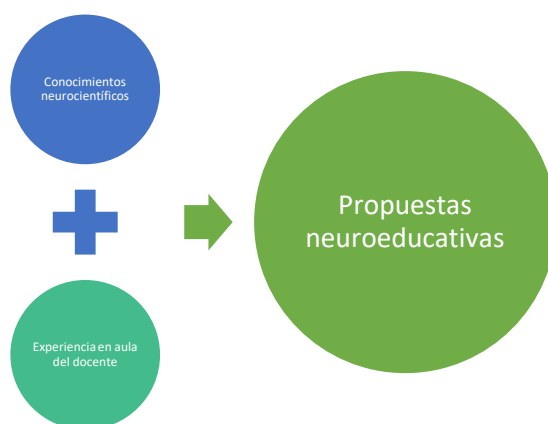 Conocimientos
neurocientíficos
Experiencia en aula
del docente
Propuestas
neuroeducativas